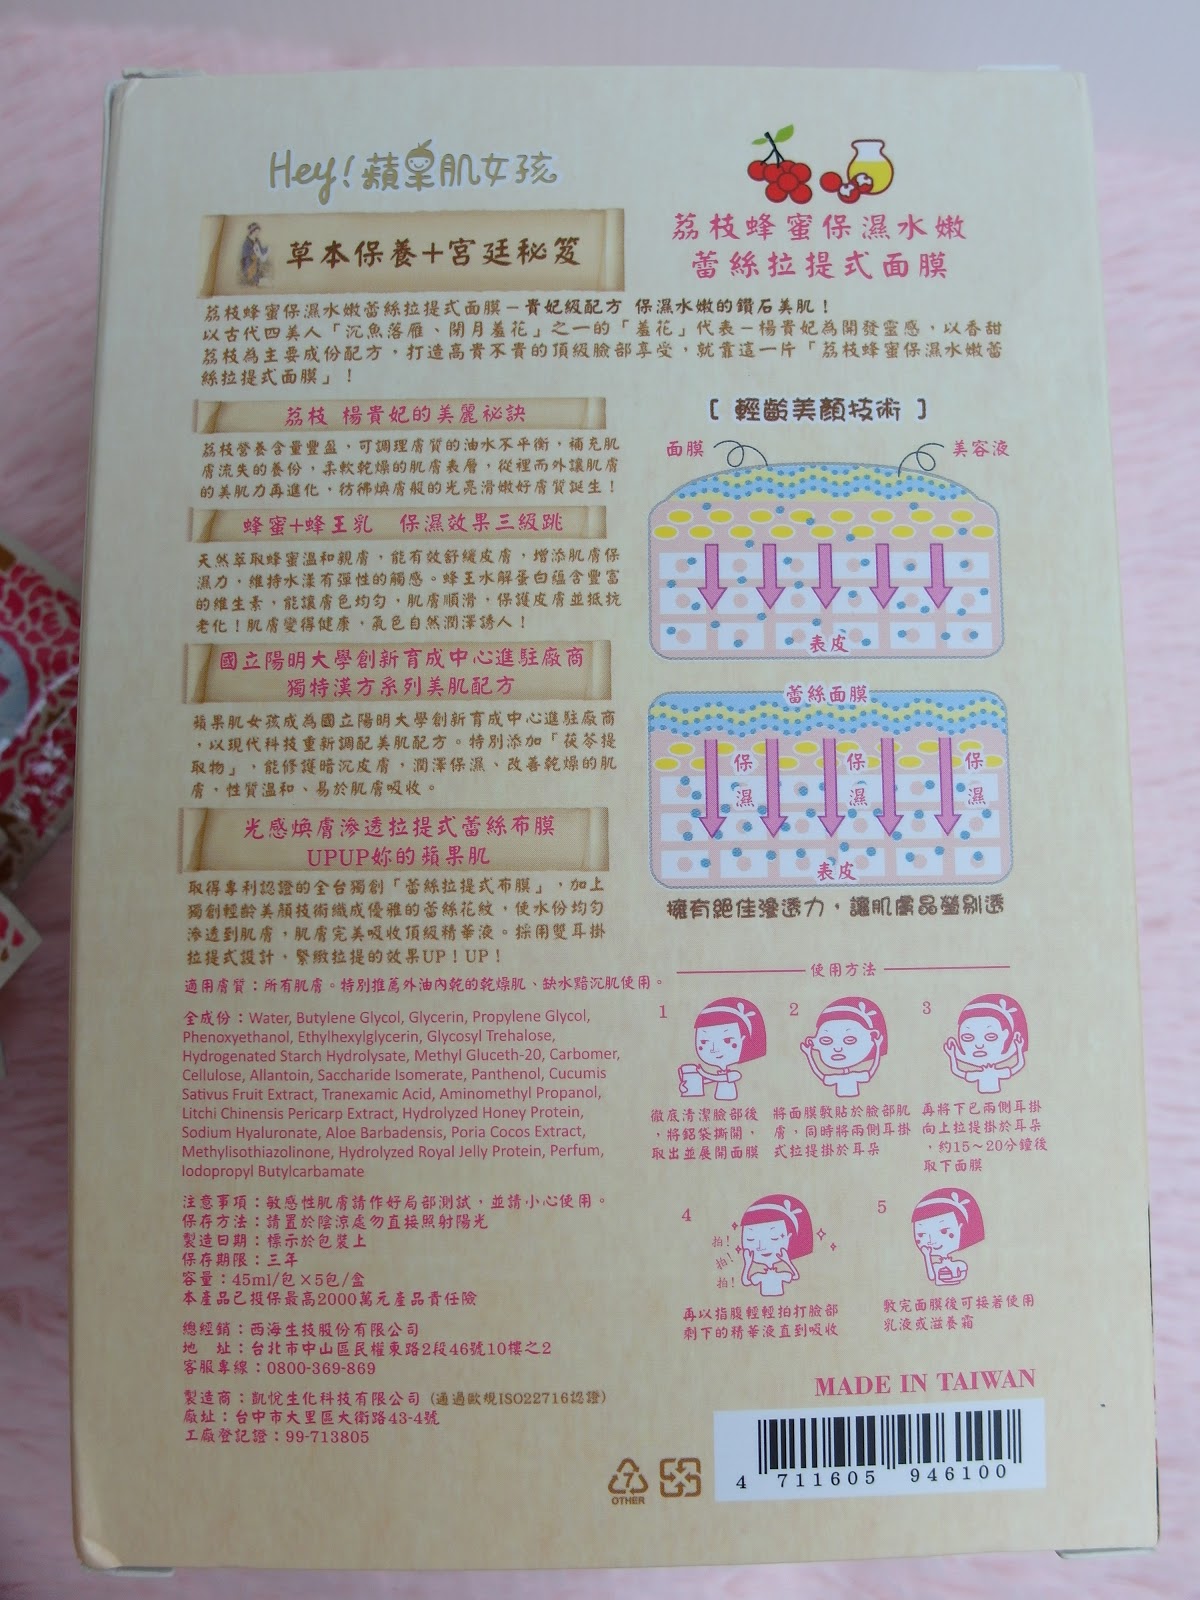 Hey!蘋果肌女孩
草本保養+宮廷秘笈
荔枝蜂蜜保濕水嫩
蕾絲拉提式面膜
荔枝蜂蜜保濕水嫩蕾絲拉提式面膜－貴妃級配方 保濕水嫩的鑽石美肌！
以古代四美人「沉魚落雁、閉月羞花」之一的「羞花」代表－楊貴妃為開發靈感，以香甜
荔枝為主要成份配方，打造高貴不貴的頂級臉部享受，就靠這一片「荔枝蜂蜜保濕水嫩蕾
絲拉提式面膜」！
荔枝 楊貴妃的美麗祕訣
荔枝營養含量豐盈，可調理膚質的油水不平衡，補充肌
膚流失的養份，柔軟乾燥的肌膚表層，從裡而外讓肌膚
的美肌力再進化、彷彿煥膚般的光亮滑嫩好膚質誕生！
蜂蜜+蜂王乳 保濕效果三級跳
天然萃取蜂蜜溫和親膚，能有效舒緩皮膚，增添肌膚保
濕力，維持水漾有彈性的觸感。蜂王水解蛋白蘊含豐富
的維生素，能讓膚色均勻，肌膚順滑，保護皮膚並抵抗
老化！肌膚變得健康，氣色自然潤澤誘人！
國立陽明大學創新育成中心進駐廠商
獨特漢方系列美肌配方
蘋果肌女孩成為國立陽明大學創新育成中心進駐廠商
，以現代科技重新調配美肌配方。特別添加「茯苓提
取物」，能修護暗沉皮膚，潤澤保濕、改善乾燥的肌
膚，性質溫和、易於肌膚吸收。
光感煥膚滲透拉提式蕾絲布膜
UPUP妳的蘋果肌
取得專利認證的全台獨創「蕾絲拉提式布膜」，加上
獨創輕齡美顏技術織成優雅的蕾絲花紋，使水份均勻
滲透到肌膚，肌膚完美吸收頂級精華液。採用雙耳掛
拉提式設計，緊緻拉提的效果UP！UP！
適用膚質：所有肌膚。特別推薦外油內乾的乾燥肌、缺水黯沉肌使用。
全成份：Water, Butylene Glycol, Glycerin, Propylene Glycol,
Phenoxyethanol, Ethylhexylglycerin, Glycosyl Trehalose,
Hydrogenated Starch Hydrolysate, Methyl Gluceth-20, Carbomer,
Cellulose, Allantoin, Saccharide Isomerate, Panthenol, Cucumis
Sativus Fruit Extract, Tranexamic Acid, Aminomethyl Propanol,
Litchi Chinensis Pericarp Extract, Hydrolyzed Honey Protein,
Sodium Hyaluronate, Aloe Barbadensis, Poria Cocos Extract,
Methylisothiazolinone, Hydrolyzed Royal Jelly Protein, Perfum,
Iodopropyl Butylcarbamate
注意事項：敏感性肌膚請作好局部測試，並請小心使用。
保存方法：請置於陰涼處勿直接照射陽光
製造日期：標示於包裝上
保存期限：三年
容量：45ml/包×5包/盒
本產品已投保最高2000萬元產品責任險
總經銷：西海生技股份有限公司
地 址：台北市中山區民權東路2段46號10樓之2
客服專線：0800-369-869
製造商：凱悅生化科技有限公司（通過歐規ISO22716認證）
廠址：台中市大里區大衛路43-4號
工廠登記證：99-713805
[ 輕齡美顏技術 ]
面膜 美容液
表皮
蕾絲面膜
保濕 保濕 保濕
表皮
擁有絕佳滲透力，讓肌膚晶瑩剔透
使用方法
1
徹底清潔臉部後
，將鋁袋撕開，
取出並展開面膜
2
將面膜敷貼於臉部肌
膚，同時將兩側耳掛
式拉提掛於耳朵
3
再將下巴兩側耳掛
向上拉提掛於耳朵
，約15～20分鐘後
取下面膜
4
拍！
拍！
拍！
再以指腹輕輕拍打臉部
剩下的精華液直到吸收
5
敷完面膜後可接著使用
乳液或滋養霜
MADE IN TAIWAN
4 711605 946100
7
OTHER